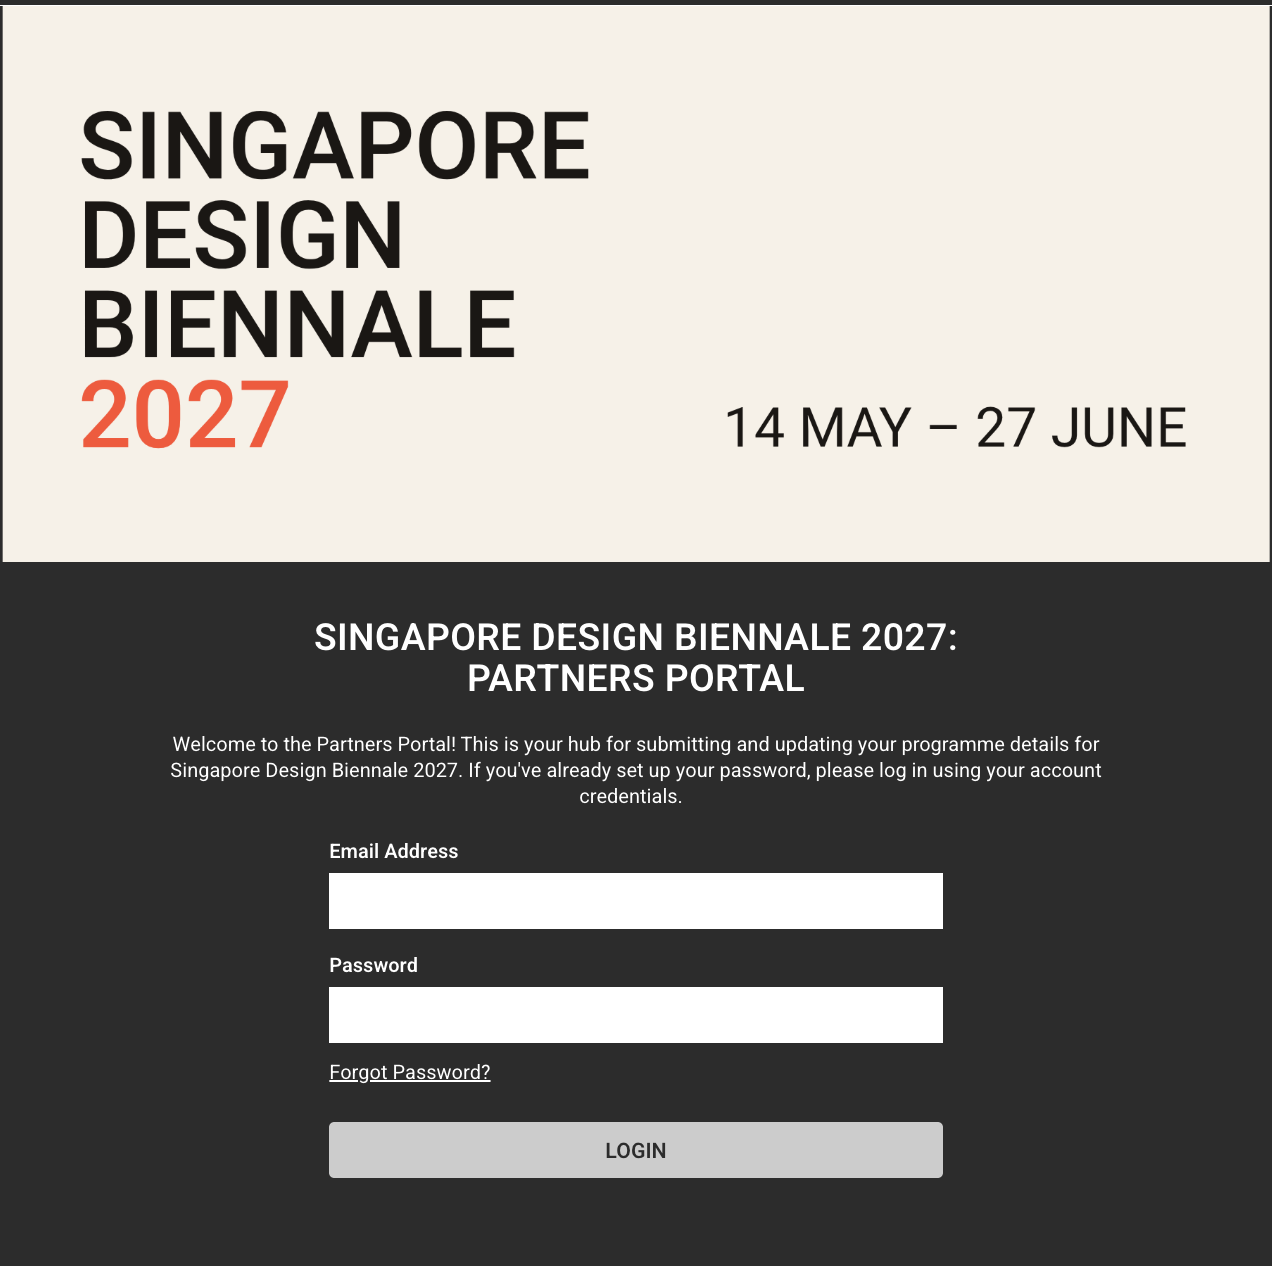 SINGAPORE
DESIGN
BIENNALE
2027
14 MAY – 27 JUNE
SINGAPORE DESIGN BIENNALE 2027:
PARTNERS PORTAL
Welcome to the Partners Portal! This is your hub for submitting and updating your programme details for
Singapore Design Biennale 2027. If you've already set up your password, please log in using your account
credentials.
Email Address
Password
Forgot Password?
LOGIN